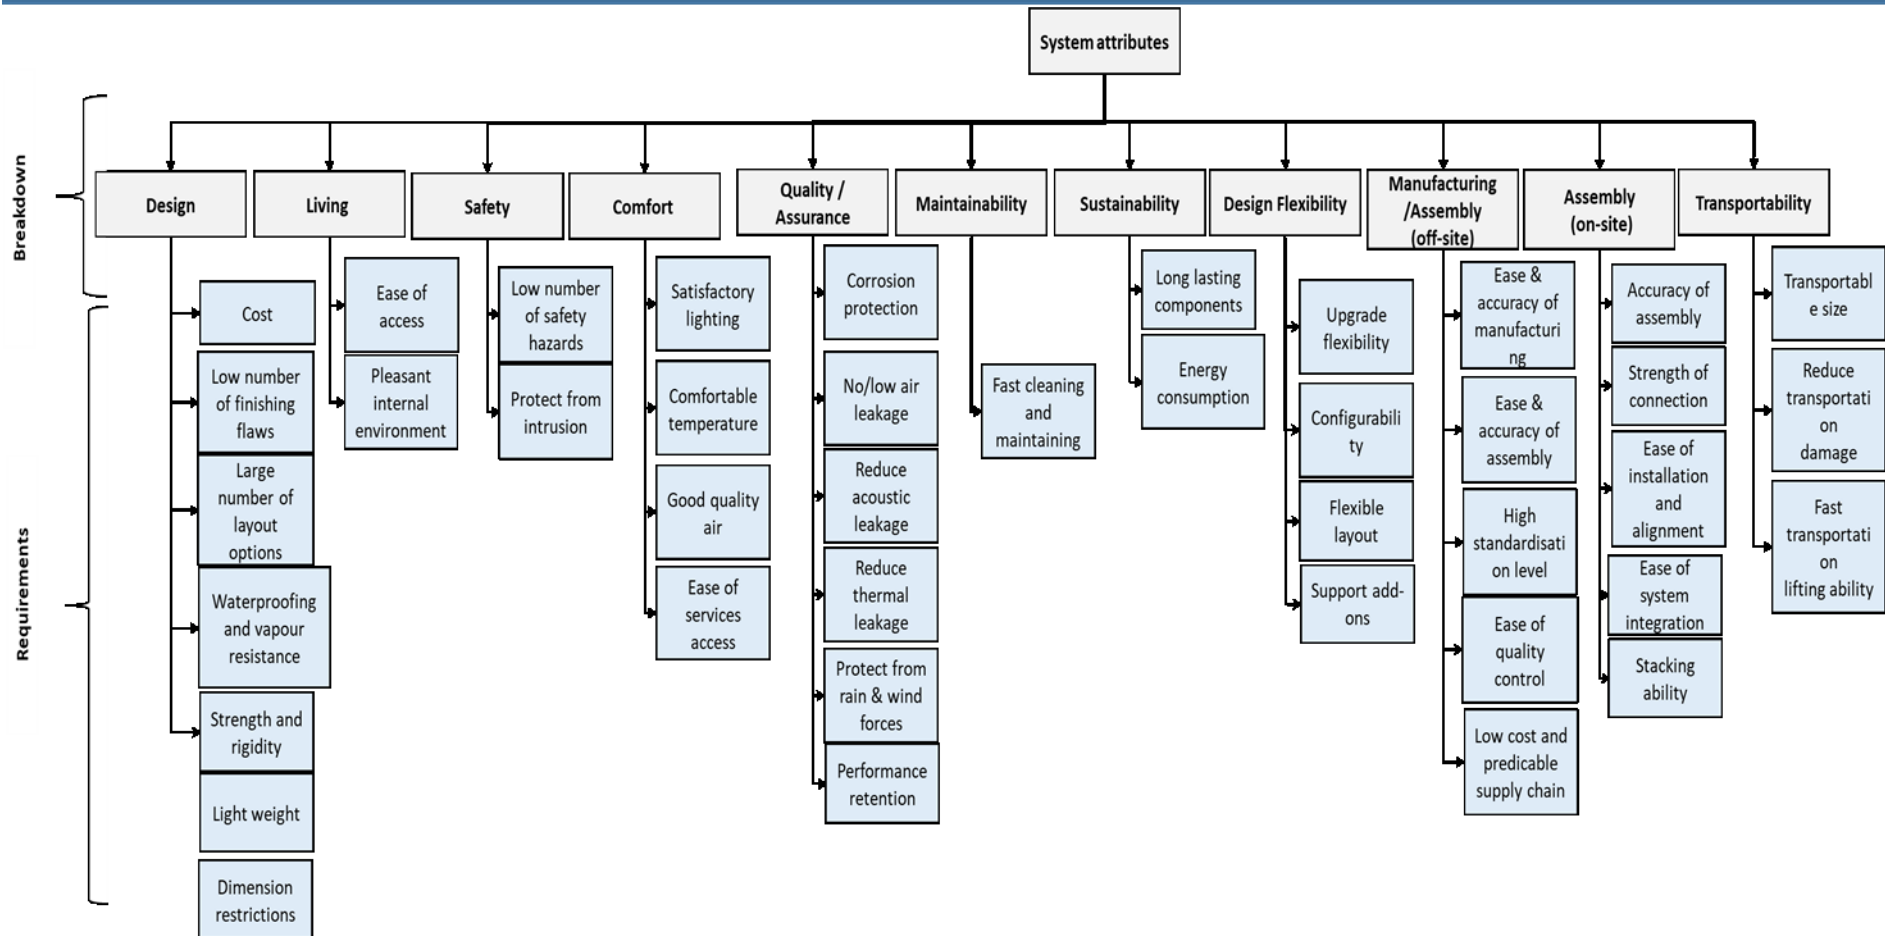 System attributes
Breakdown
Requirements
Design
Cost
Low number
of finishing
flaws
Large
number of
layout
options
Waterproofing
and vapour
resistance
Strength and
rigidity
Light weight
Dimension
restrictions
Living
Ease of
access
Pleasant
internal
environment
Safety
Low number
of safety
hazards
Protect from
intrusion
Comfort
Satisfactory
lighting
Comfortable
temperature
Good quality
air
Ease of
services
access
Quality /
Assurance
Corrosion
protection
No/low air
leakage
Reduce
acoustic
leakage
Reduce
thermal
leakage
Protect from
rain & wind
forces
Performance
retention
Maintainability
Fast cleaning
and
maintaining
Sustainability
Long lasting
components
Energy
consumption
Design Flexibility
Upgrade
flexibility
Configurabili
ty
Flexible
layout
Support add-
ons
Manufacturing
/Assembly
(off-site)
Ease &
accuracy of
manufacturi
ng
Ease &
accuracy of
assembly
High
standardisati
on level
Ease of
quality
control
Low cost and
predicable
supply chain
Assembly
(on-site)
Accuracy of
assembly
Strength of
connection
Ease of
installation
and
alignment
Ease of
system
integration
Stacking
ability
Transportability
Transportabl
e size
Reduce
transportati
on
damage
Fast
transportati
on
lifting ability